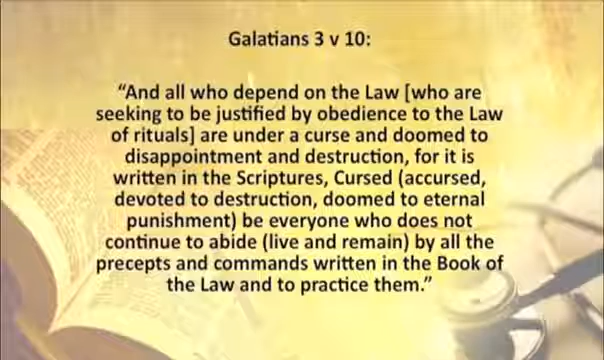 Galatians 3 v 10:
“And all who depend on the Law [who are
seeking to be justified by obedience to the Law
of rituals] are under a curse and doomed to
disappointment and destruction, for it is
written in the Scriptures, Cursed (accursed,
devoted to destruction, doomed to eternal
punishment) be everyone who does not
continue to abide (live and remain) by all the
precepts and commands written in the Book of
the Law and to practice them.”